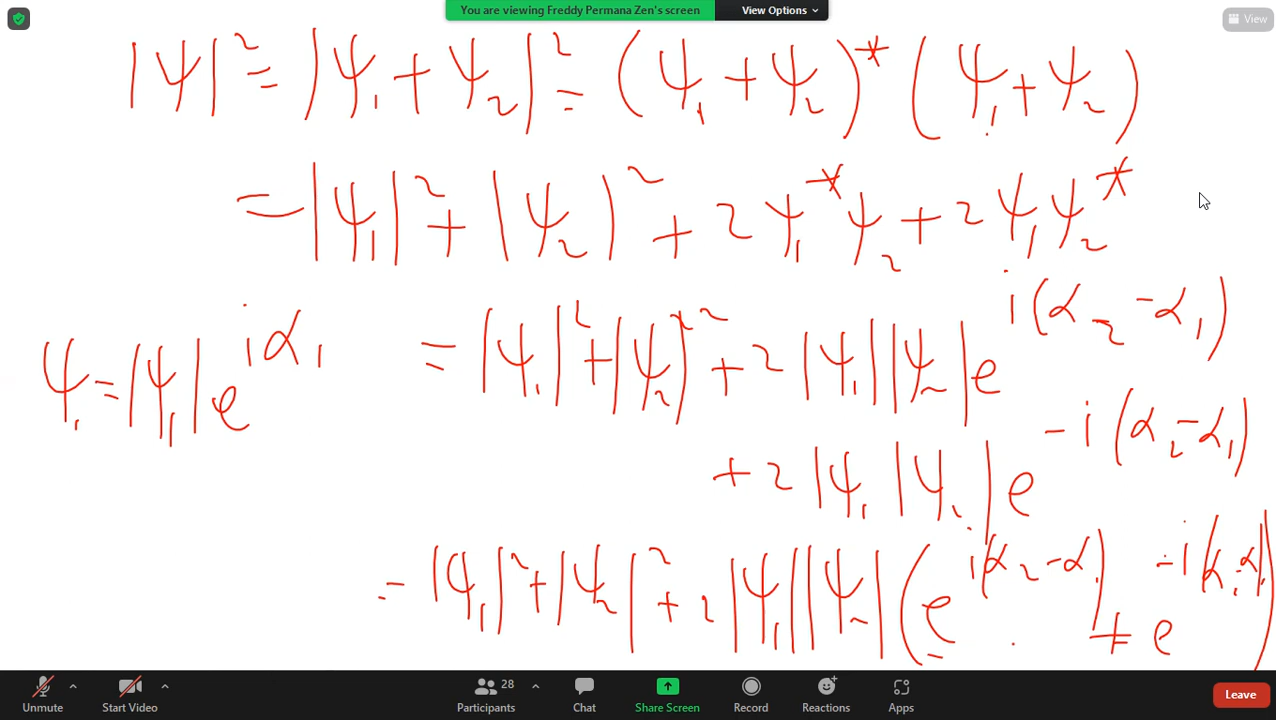 You are viewing Freddy Permana Zen's screen
View Options
View
|ψ|² = |ψ₁ + ψ₂|² = (ψ₁ + ψ₂)* (ψ₁ + ψ₂)
= |ψ₁|² + |ψ₂|² + 2ψ₁*ψ₂ + 2ψ₁ψ₂*
ψ₁ = |ψ₁| e^{iα₁}
= |ψ₁|² + |ψ₂|² + 2|ψ₁||ψ₂| e^{i(α₂-α₁)}
+ 2|ψ₁|ψ₂| e^{-i(α₂-α₁)}
= |ψ₁|² + |ψ₂|² + 2|ψ₁||ψ₂| (e^{i(α₂-α₁)} + e^{-i(α₂-α₁)})
28
Unmute
Start Video
Participants
Chat
Share Screen
Record
Reactions
Apps
Leave